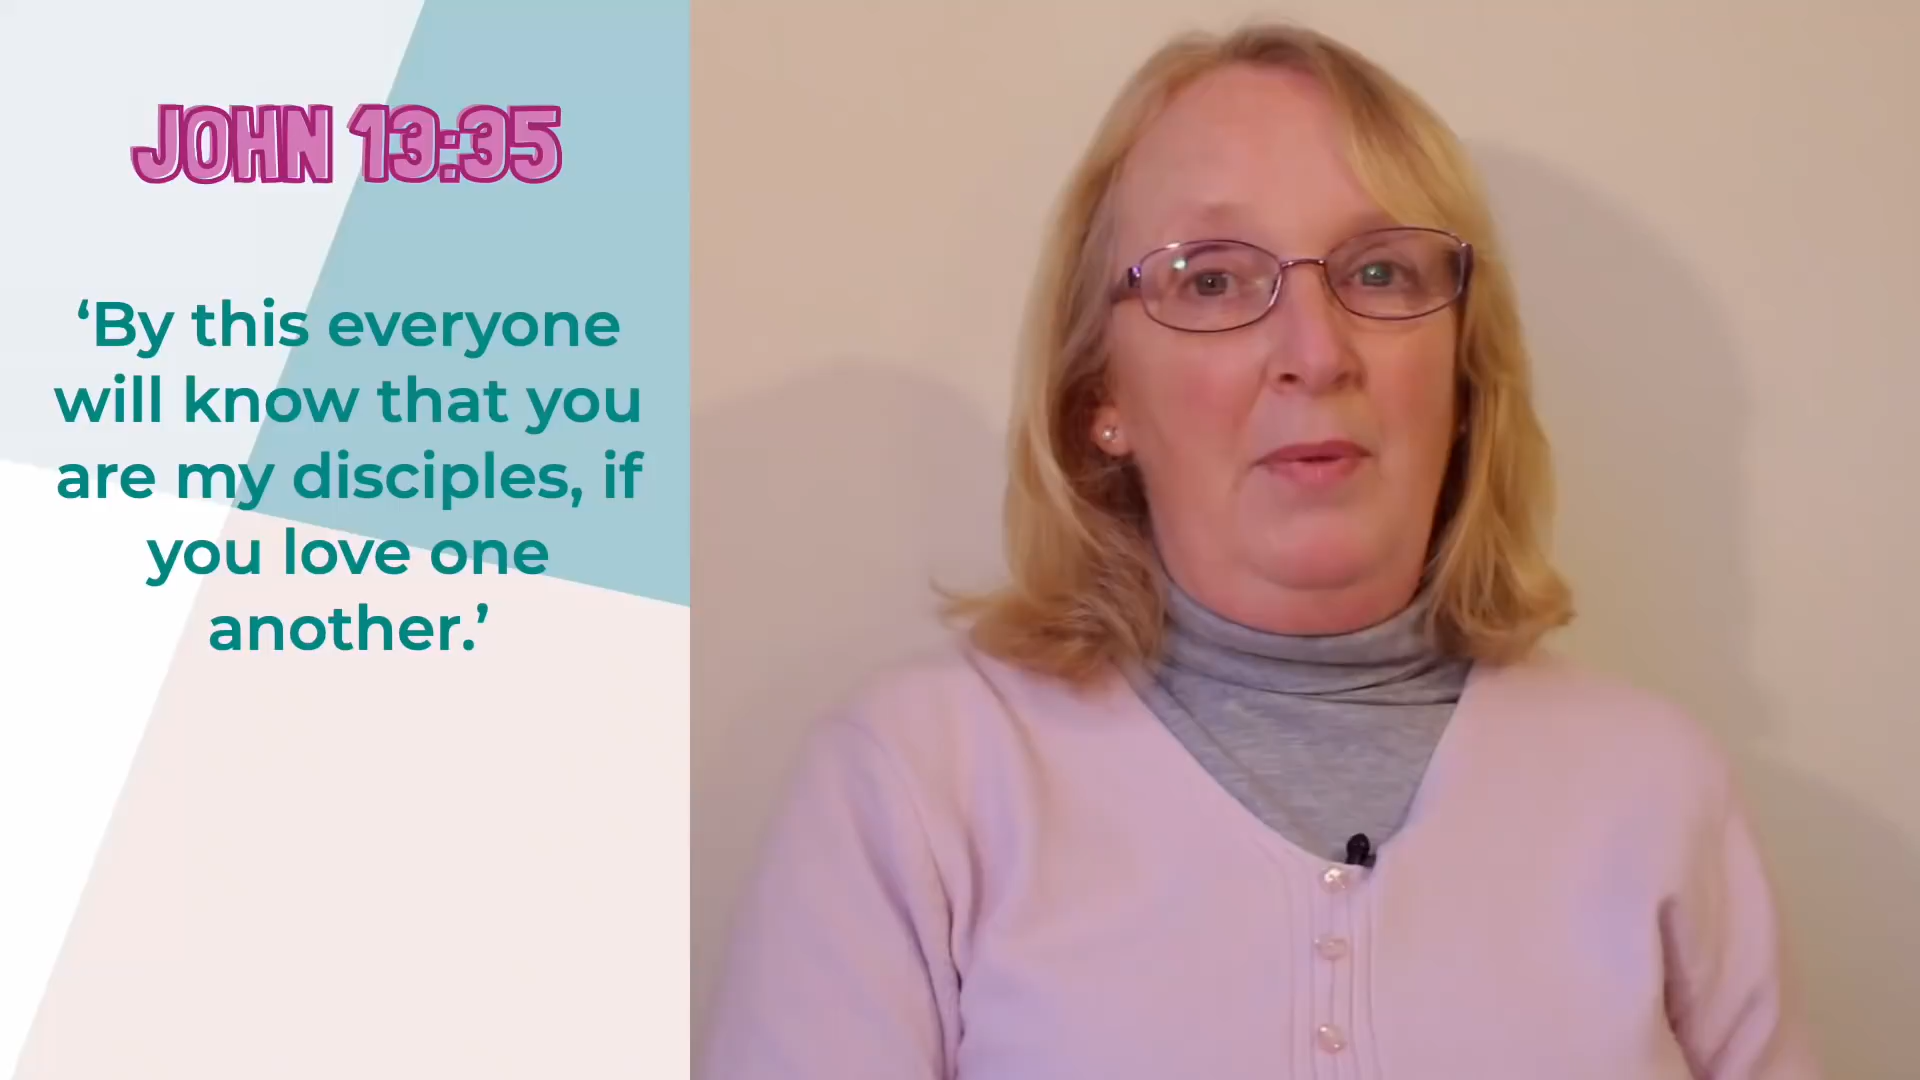 JOHN 13:35
‘By this everyone
will know that you
are my disciples, if
you love one
another.’